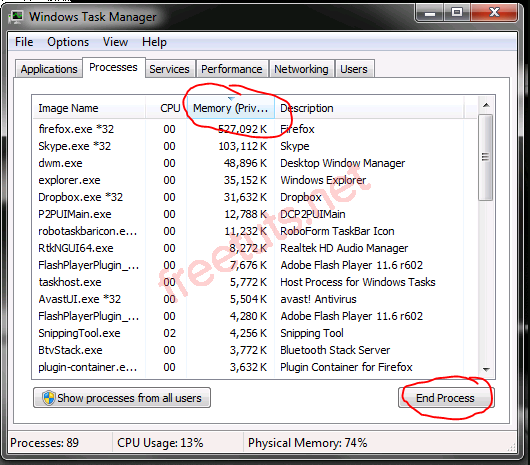 Windows Task Manager
File Options View Help
Applications Processes Services Performance Networking Users
Image Name CPU Memory (Priv... Description
firefox.exe *32 00 527,092 K Firefox
Skype.exe *32 00 103,112 K Skype
dwm.exe 00 48,896 K Desktop Window Manager
explorer.exe 00 35,152 K Windows Explorer
Dropbox.exe *32 00 31,632 K Dropbox
P2PUIMain.exe 00 12,788 K DCP2PUIMain
robotaskbaricon.e... 00 11,232 K RoboForm TaskBar Icon
RtkNGUI64.exe 00 8,272 K Realtek HD Audio Manager
FlashPlayerPlugin_... 00 7,676 K Adobe Flash Player 11.6 r602
taskhost.exe 00 5,772 K Host Process for Windows Tasks
AvastUI.exe *32 00 5,504 K avast! Antivirus
FlashPlayerPlugin_... 00 4,280 K Adobe Flash Player 11.6 r602
SnippingTool.exe 02 4,256 K Snipping Tool
BtvStack.exe 00 3,772 K Bluetooth Stack Server
plugin-container.e... 00 3,632 K Plugin Container for Firefox
freetuts.net
Show processes from all users End Process
Processes: 89 CPU Usage: 13% Physical Memory: 74%